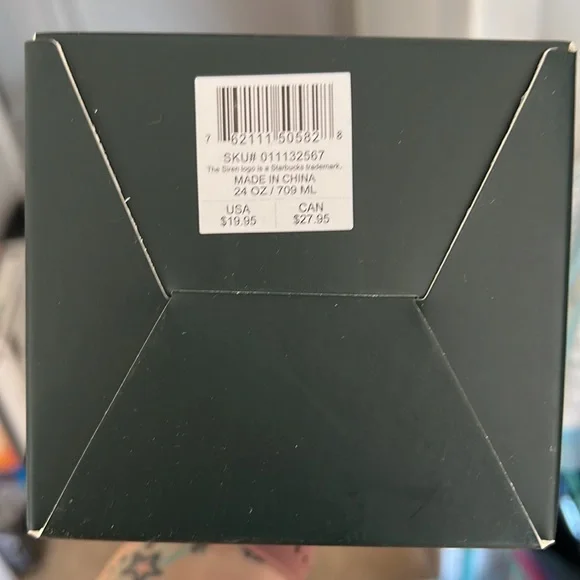 7 62111 50582 8
SKU# 011132567
The Siren logo is a Starbucks trademark.
MADE IN CHINA
24 OZ / 709 ML
USA CAN
$19.95 $27.95